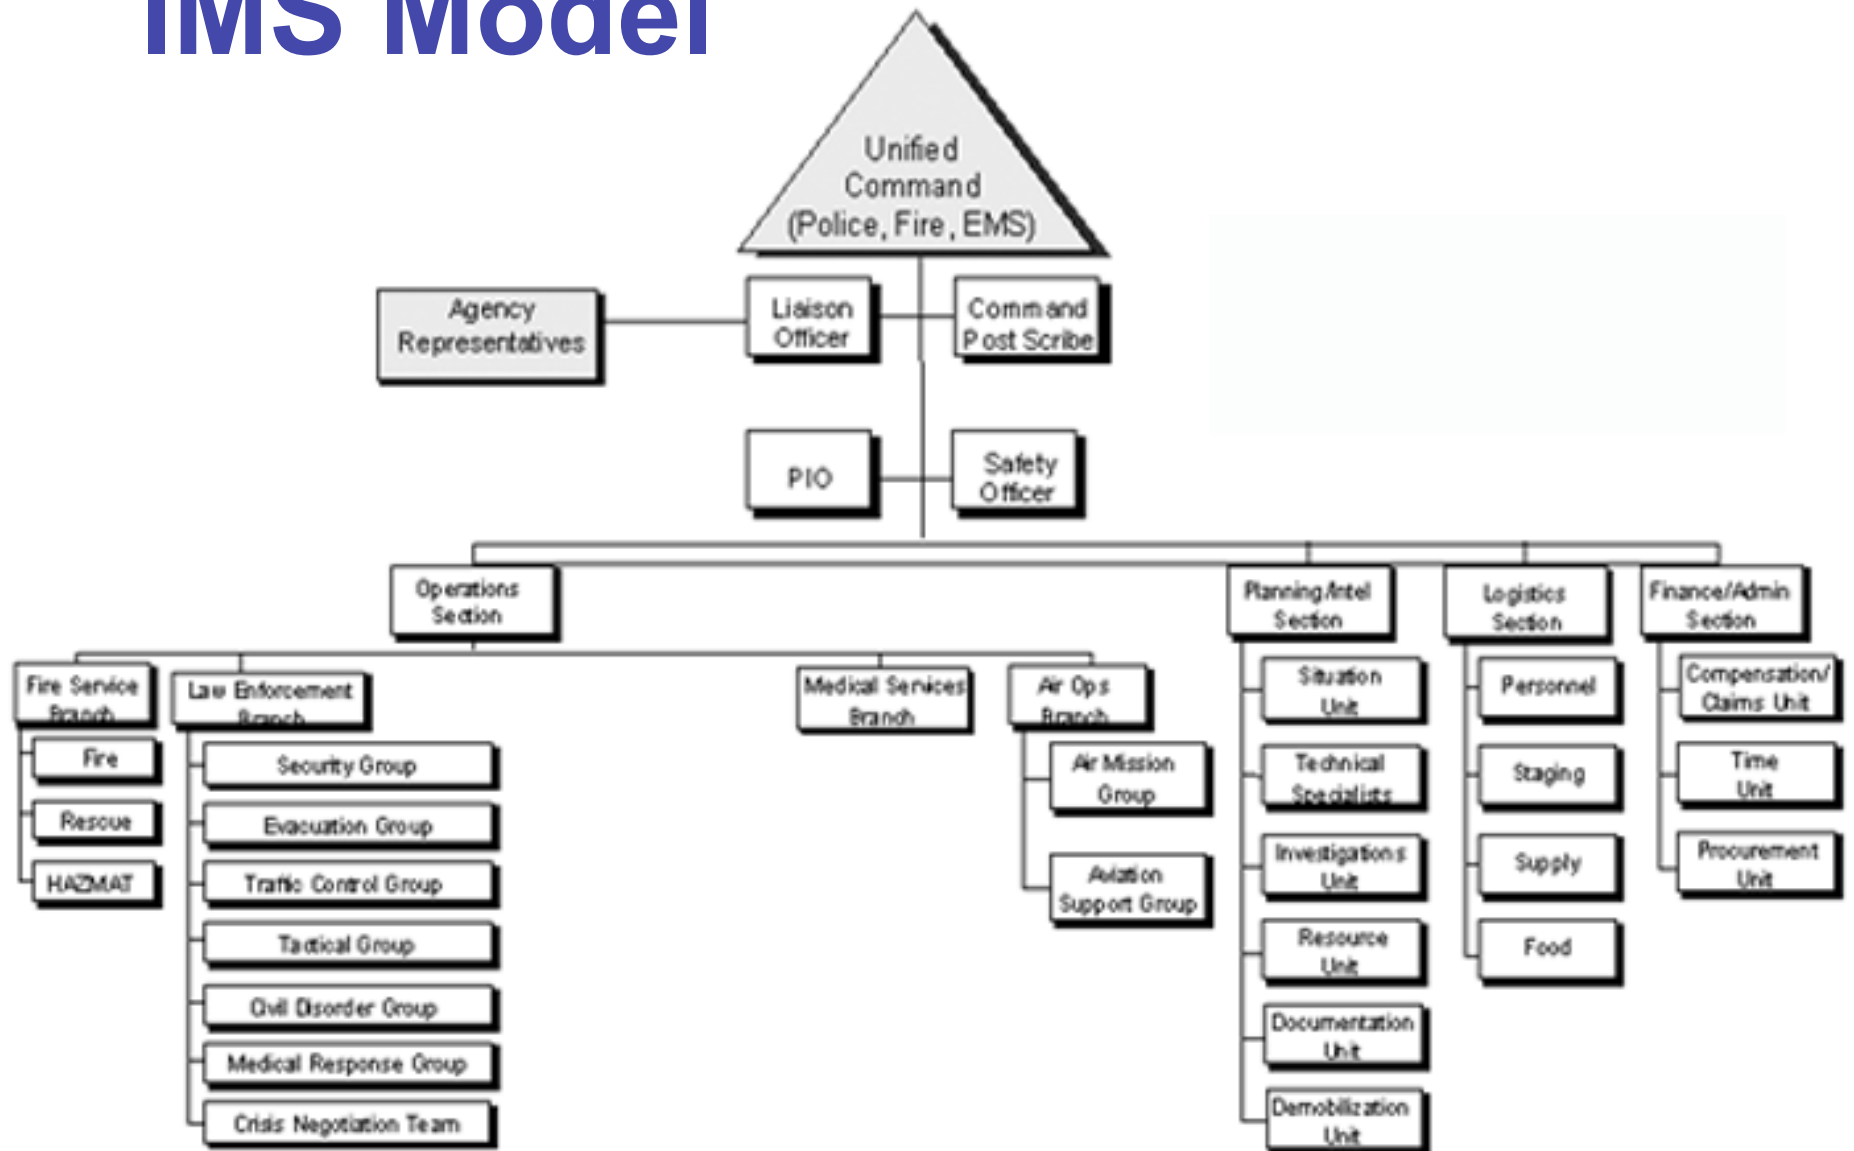 IMS Model
Unified
Command
(Police, Fire, EMS)
Agency
Representatives
Liaison
Officer
Command
Post Scribe
PIO
Safety
Officer
Operations
Section
Planning/Intel
Section
Logistics
Section
Finance/Admin
Section
Fire Service
Branch
Fire
Rescue
HAZMAT
Law Enforcement
Branch
Security Group
Evacuation Group
Traffic Control Group
Tactical Group
Civil Disorder Group
Medical Response Group
Crisis Negotiation Team
Medical Services
Branch
Air Ops
Branch
Air Mission
Group
Aviation
Support Group
Situation
Unit
Technical
Specialists
Investigations
Unit
Resource
Unit
Documentation
Unit
Demobilization
Unit
Personnel
Staging
Supply
Food
Compensation/
Claims Unit
Time
Unit
Procurement
Unit